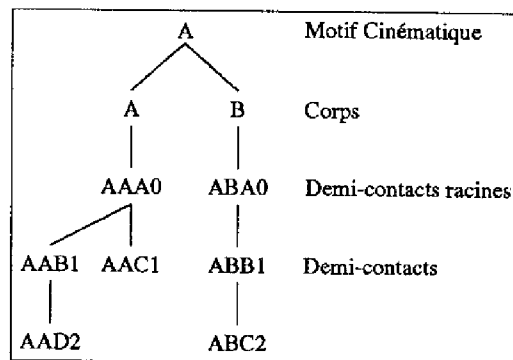 A Motif Cinématique
A B Corps
AAA0 ABA0 Demi-contacts racines
AAB1 AAC1 ABB1 Demi-contacts
AAD2 ABC2